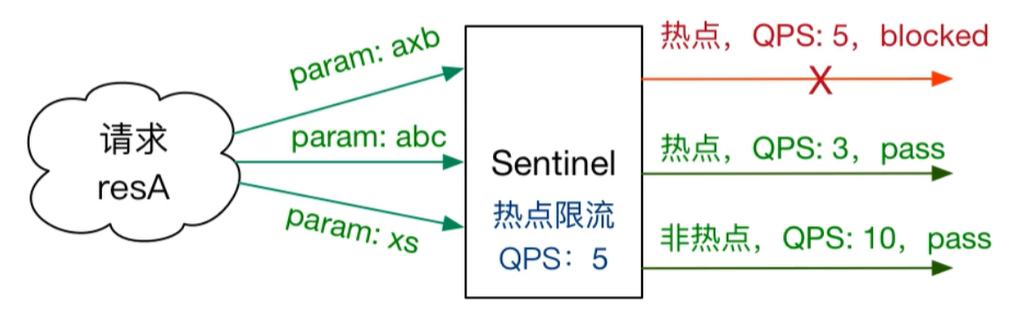 请求
resA
param: axb
param: abc
param: xs
Sentinel
热点限流
QPS：5
热点，QPS: 5，blocked
X
热点，QPS: 3，pass
非热点，QPS: 10，pass